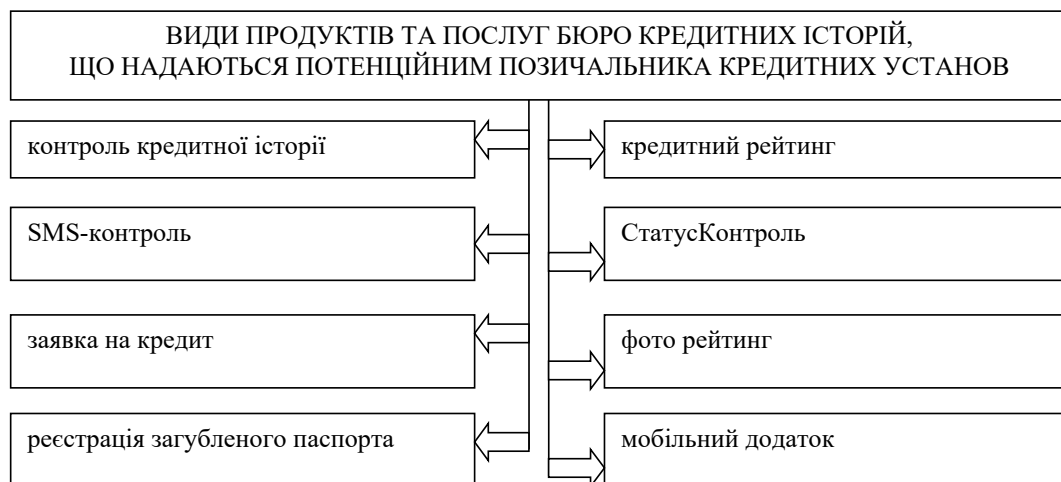 ВИДИ ПРОДУКТІВ ТА ПОСЛУГ БЮРО КРЕДИТНИХ ІСТОРІЙ,
ЩО НАДАЮТЬСЯ ПОТЕНЦІЙНИМ ПОЗИЧАЛЬНИКА КРЕДИТНИХ УСТАНОВ
контроль кредитної історії
кредитний рейтинг
SMS-контроль
СтатусКонтроль
заявка на кредит
фото рейтинг
реєстрація загубленого паспорта
мобільний додаток